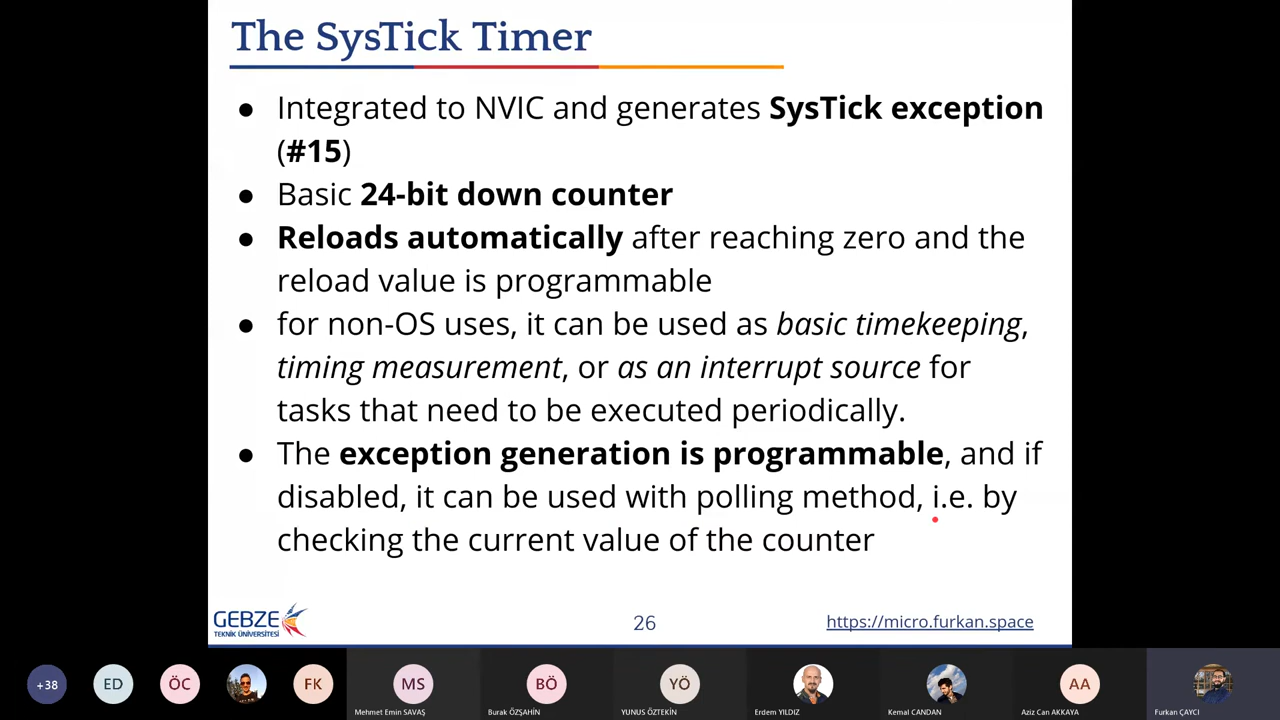 The SysTick Timer
● Integrated to NVIC and generates SysTick exception
(#15)
● Basic 24-bit down counter
● Reloads automatically after reaching zero and the
reload value is programmable
● for non-OS uses, it can be used as basic timekeeping,
timing measurement, or as an interrupt source for
tasks that need to be executed periodically.
● The exception generation is programmable, and if
disabled, it can be used with polling method, i.e. by
checking the current value of the counter
GEBZE
TEKNİK ÜNİVERSİTESİ
26
https://micro.furkan.space
+38
ED
ÖC
FK
MS
BÖ
YÖ
AA
Mehmet Emin SAVAŞ
Burak ÖZŞAHİN
YUNUS ÖZTEKİN
Erdem YILDIZ
Kemal CANDAN
Aziz Can AKKAYA
Furkan ÇAYCI